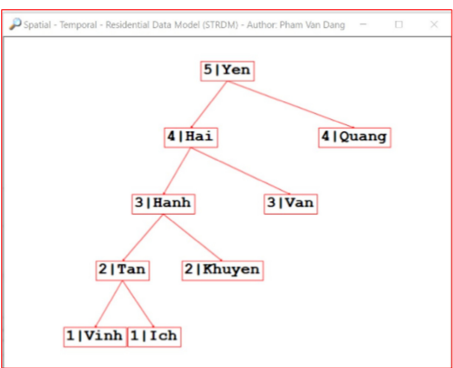 Spatial - Temporal - Residential Data Model (STRDM) - Author: Pham Van Dang
5|Yen
4|Hai 4|Quang
3|Hanh 3|Van
2|Tan 2|Khuyen
1|Vinh 1|Ich